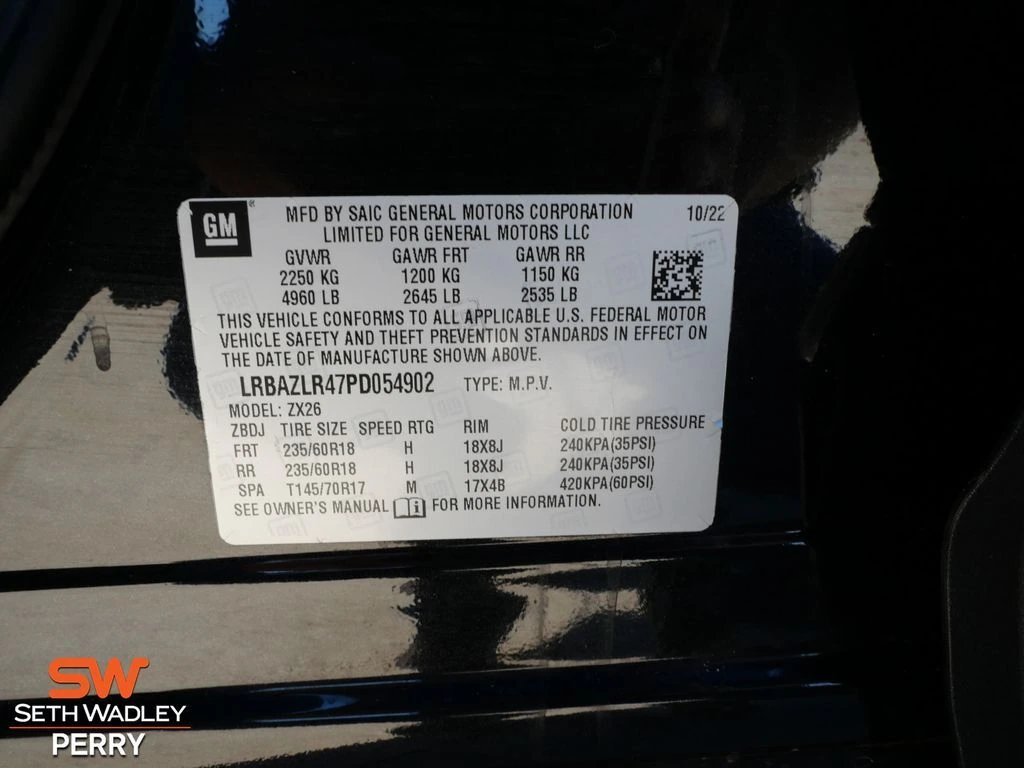 GM
MFD BY SAIC GENERAL MOTORS CORPORATION 10/22
LIMITED FOR GENERAL MOTORS LLC
GVWR GAWR FRT GAWR RR
2250 KG 1200 KG 1150 KG
4960 LB 2645 LB 2535 LB
THIS VEHICLE CONFORMS TO ALL APPLICABLE U.S. FEDERAL MOTOR
VEHICLE SAFETY AND THEFT PREVENTION STANDARDS IN EFFECT ON
THE DATE OF MANUFACTURE SHOWN ABOVE.
LRBAZLR47PD054902 TYPE: M.P.V.
MODEL: ZX26
ZBDJ TIRE SIZE SPEED RTG RIM COLD TIRE PRESSURE
FRT 235/60R18 H 18X8J 240KPA(35PSI)
RR 235/60R18 H 18X8J 240KPA(35PSI)
SPA T145/70R17 M 17X4B 420KPA(60PSI)
SEE OWNER'S MANUAL i FOR MORE INFORMATION.
SW
SETH WADLEY
PERRY